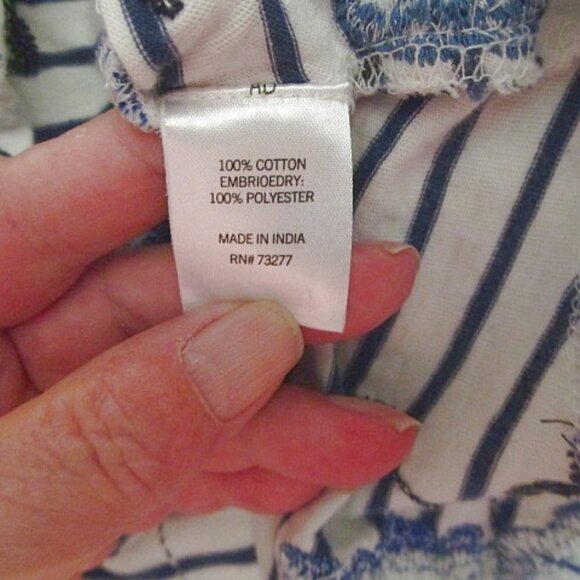 100% COTTON
EMBRIOEDRY:
100% POLYESTER
MADE IN INDIA
RN# 73277